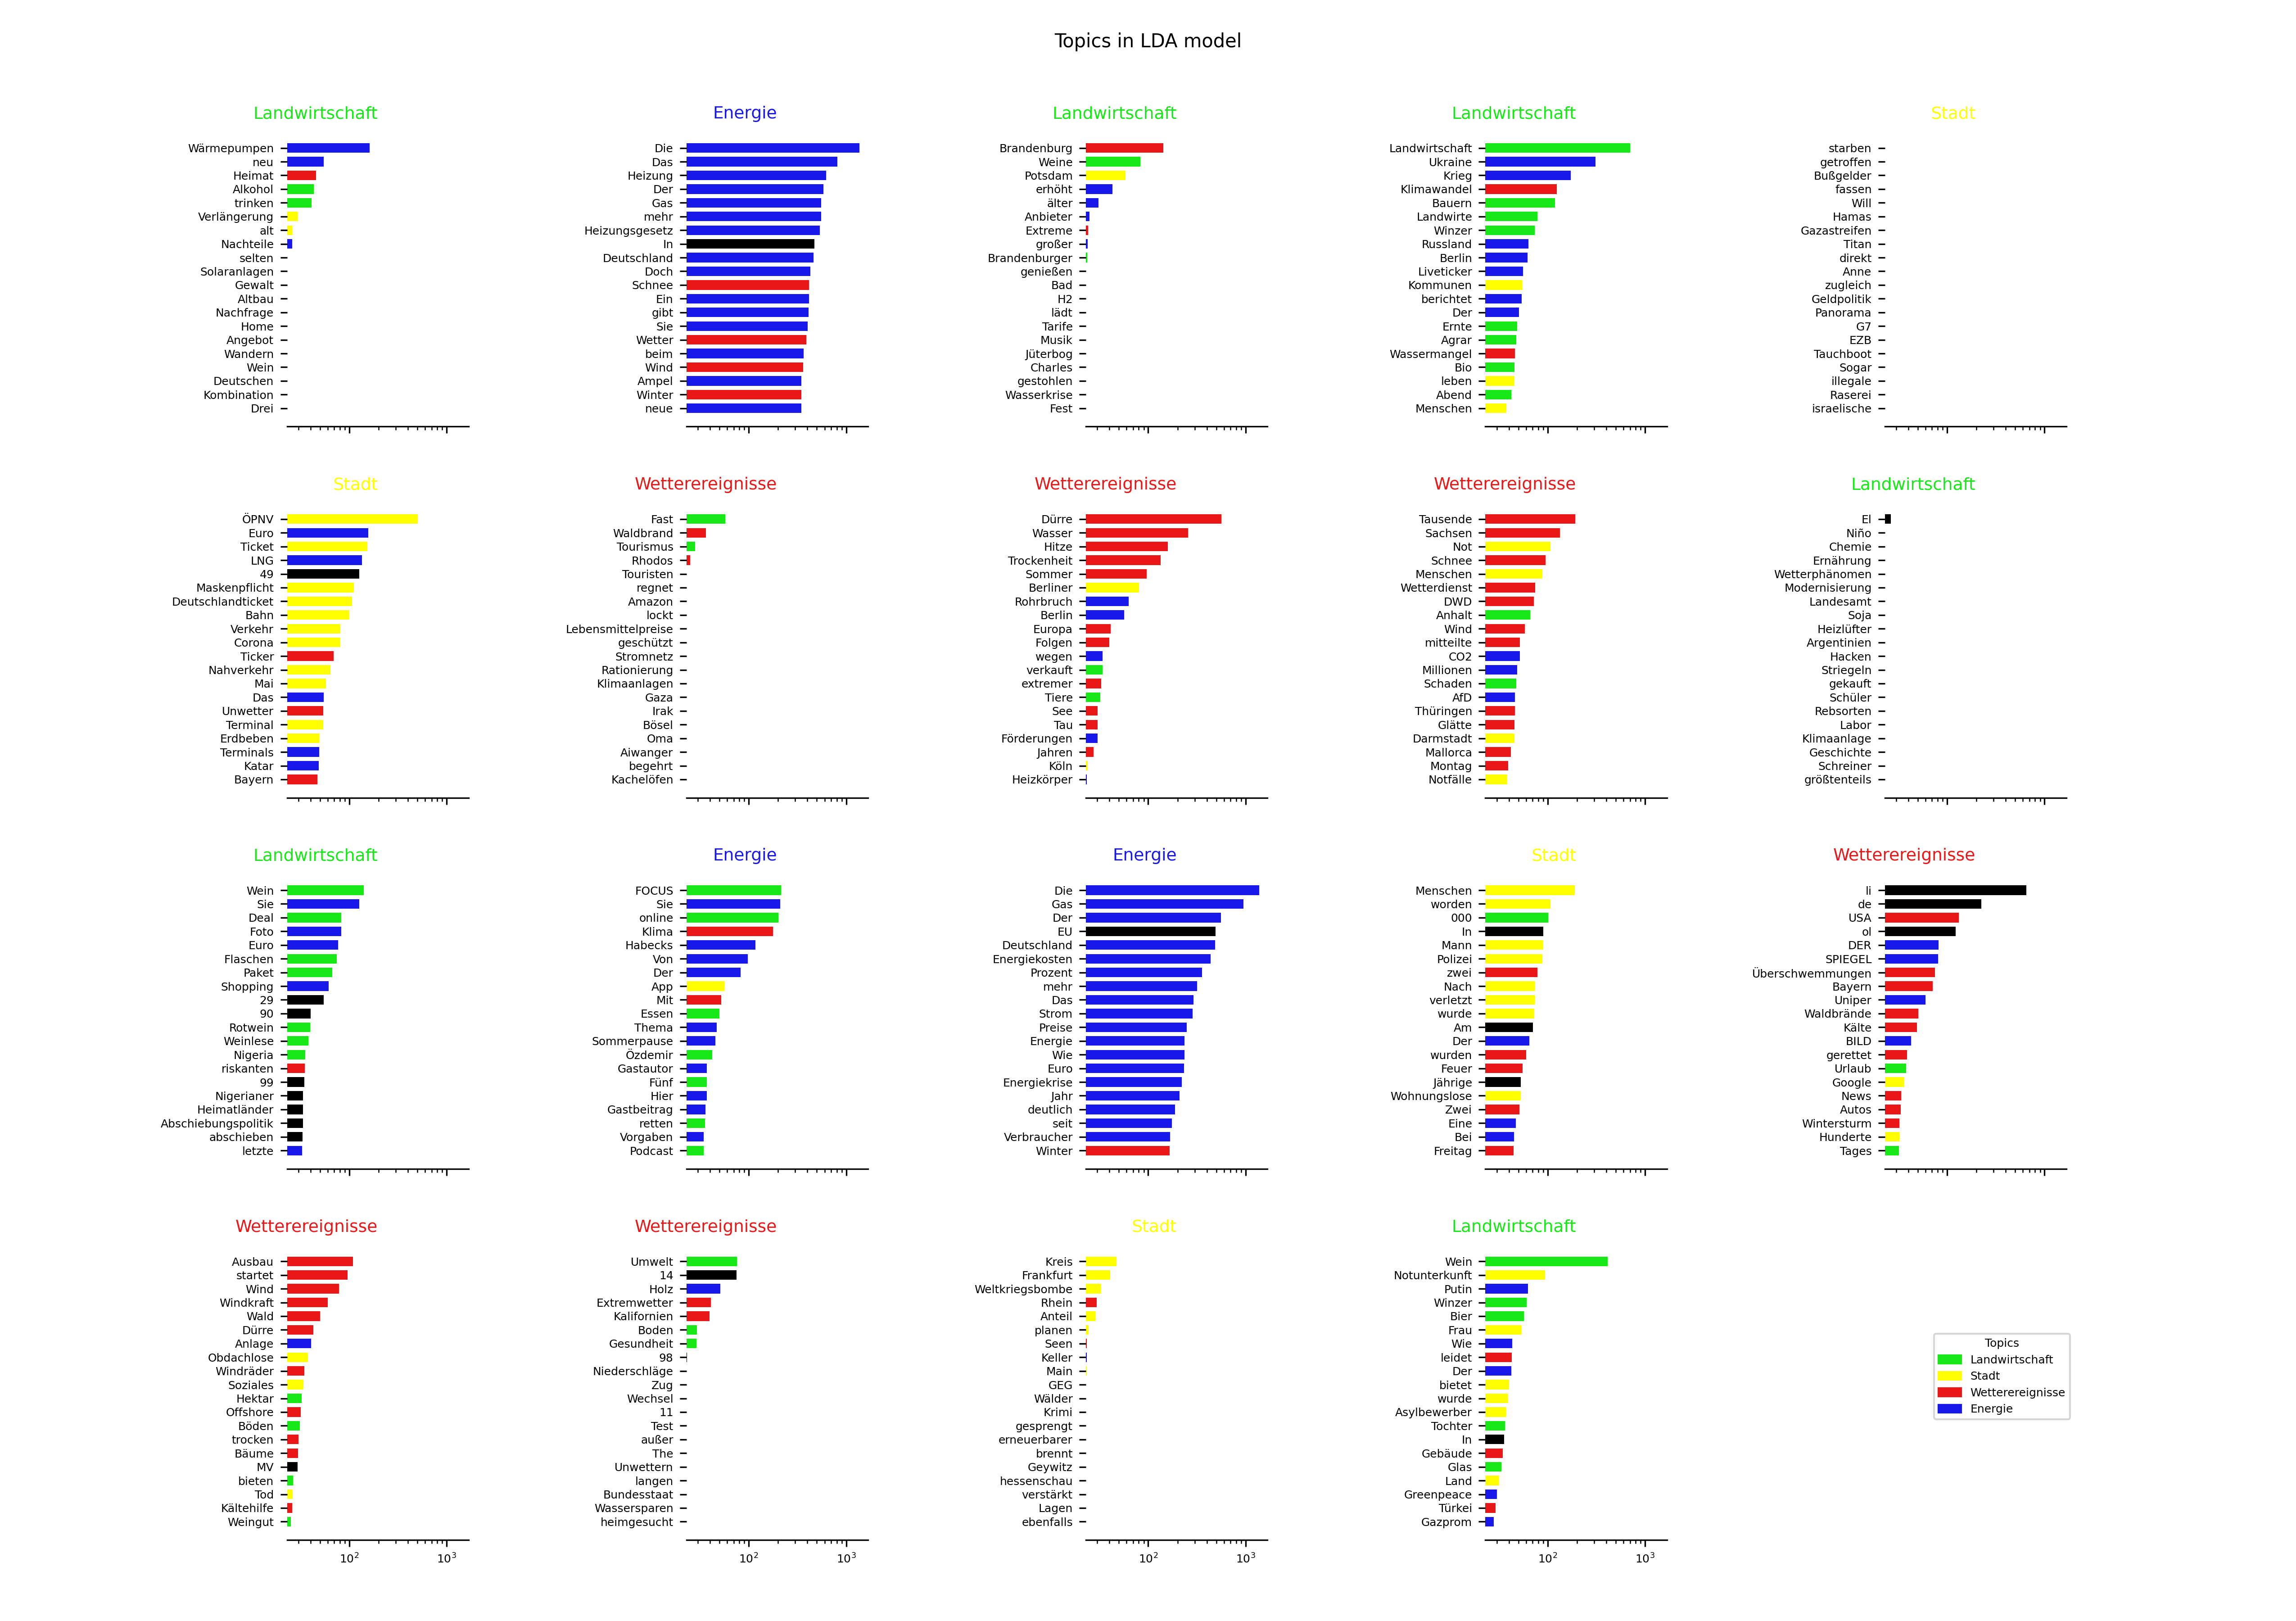 Topics in LDA model
Landwirtschaft
Wärmepumpen
neu
Heimat
Alkohol
trinken
Verlängerung
alt
Nachteile
selten
Solaranlagen
Gewalt
Altbau
Nachfrage
Home
Angebot
Wandern
Wein
Deutschen
Kombination
Drei
Energie
Die
Das
Heizung
Der
Gas
mehr
Heizungsgesetz
In
Deutschland
Doch
Schnee
Ein
gibt
Sie
Wetter
beim
Wind
Ampel
Winter
neue
Landwirtschaft
Brandenburg
Weine
Potsdam
erhöht
älter
Anbieter
Extreme
großer
Brandenburger
genießen
Bad
H2
lädt
Tarife
Musik
Jüterbog
Charles
gestohlen
Wasserkrise
Fest
Landwirtschaft
Landwirtschaft
Ukraine
Krieg
Klimawandel
Bauern
Landwirte
Winzer
Russland
Berlin
Liveticker
Kommunen
berichtet
Der
Ernte
Agrar
Wassermangel
Bio
leben
Abend
Menschen
Stadt
starben
getroffen
Bußgelder
fassen
Will
Hamas
Gazastreifen
Titan
direkt
Anne
zugleich
Geldpolitik
Panorama
G7
EZB
Tauchboot
Sogar
illegale
Raserei
israelische
Stadt
ÖPNV
Euro
Ticket
LNG
49
Maskenpflicht
Deutschlandticket
Bahn
Verkehr
Corona
Ticker
Nahverkehr
Mai
Das
Unwetter
Terminal
Erdbeben
Terminals
Katar
Bayern
Wetterereignisse
Fast
Waldbrand
Tourismus
Rhodos
Touristen
regnet
Amazon
lockt
Lebensmittelpreise
geschützt
Stromnetz
Rationierung
Klimaanlagen
Gaza
Irak
Bösel
Oma
Aiwanger
begehrt
Kachelöfen
Wetterereignisse
Dürre
Wasser
Hitze
Trockenheit
Sommer
Berliner
Rohrbruch
Berlin
Europa
Folgen
wegen
verkauft
extremer
Tiere
See
Tau
Förderungen
Jahren
Köln
Heizkörper
Wetterereignisse
Tausende
Sachsen
Not
Schnee
Menschen
Wetterdienst
DWD
Anhalt
Wind
mitteilte
CO2
Millionen
Schaden
AfD
Thüringen
Glätte
Darmstadt
Mallorca
Montag
Notfälle
Landwirtschaft
El
Niño
Chemie
Ernährung
Wetterphänomen
Modernisierung
Landesamt
Soja
Heizlüfter
Argentinien
Hacken
Striegeln
gekauft
Schüler
Rebsorten
Labor
Klimaanlage
Geschichte
Schreiner
größtenteils
Landwirtschaft
Wein
Sie
Deal
Foto
Euro
Flaschen
Paket
Shopping
29
90
Rotwein
Weinlese
Nigeria
riskanten
99
Nigerianer
Heimatländer
Abschiebungspolitik
abschieben
letzte
Energie
FOCUS
Sie
online
Klima
Habecks
Von
Der
App
Mit
Essen
Thema
Sommerpause
Özdemir
Gastautor
Fünf
Hier
Gastbeitrag
retten
Vorgaben
Podcast
Energie
Die
Gas
Der
EU
Deutschland
Energiekosten
Prozent
mehr
Das
Strom
Preise
Energie
Wie
Euro
Energiekrise
Jahr
deutlich
seit
Verbraucher
Winter
Stadt
Menschen
worden
000
In
Mann
Polizei
zwei
Nach
verletzt
wurde
Am
Der
wurden
Feuer
Jährige
Wohnungslose
Zwei
Eine
Bei
Freitag
Wetterereignisse
li
de
USA
ol
DER
SPIEGEL
Überschwemmungen
Bayern
Uniper
Waldbrände
Kälte
BILD
gerettet
Urlaub
Google
News
Autos
Wintersturm
Hunderte
Tages
Wetterereignisse
Ausbau
startet
Wind
Windkraft
Wald
Dürre
Anlage
Obdachlose
Windräder
Soziales
Hektar
Offshore
Böden
trocken
Bäume
MV
bieten
Tod
Kältehilfe
Weingut
10²
10³
Wetterereignisse
Umwelt
14
Holz
Extremwetter
Kalifornien
Boden
Gesundheit
98
Niederschläge
Zug
Wechsel
11
Test
außer
The
Unwettern
langen
Bundesstaat
Wassersparen
heimgesucht
10²
10³
Stadt
Kreis
Frankfurt
Weltkriegsbombe
Rhein
Anteil
planen
Seen
Keller
Main
GEG
Wälder
Krimi
gesprengt
erneuerbarer
brennt
Geywitz
hessenschau
verstärkt
Lagen
ebenfalls
10²
10³
Landwirtschaft
Wein
Notunterkunft
Putin
Winzer
Bier
Frau
Wie
leidet
Der
bietet
wurde
Asylbewerber
Tochter
In
Gebäude
Glas
Land
Greenpeace
Türkei
Gazprom
10²
10³
Topics
Landwirtschaft
Stadt
Wetterereignisse
Energie